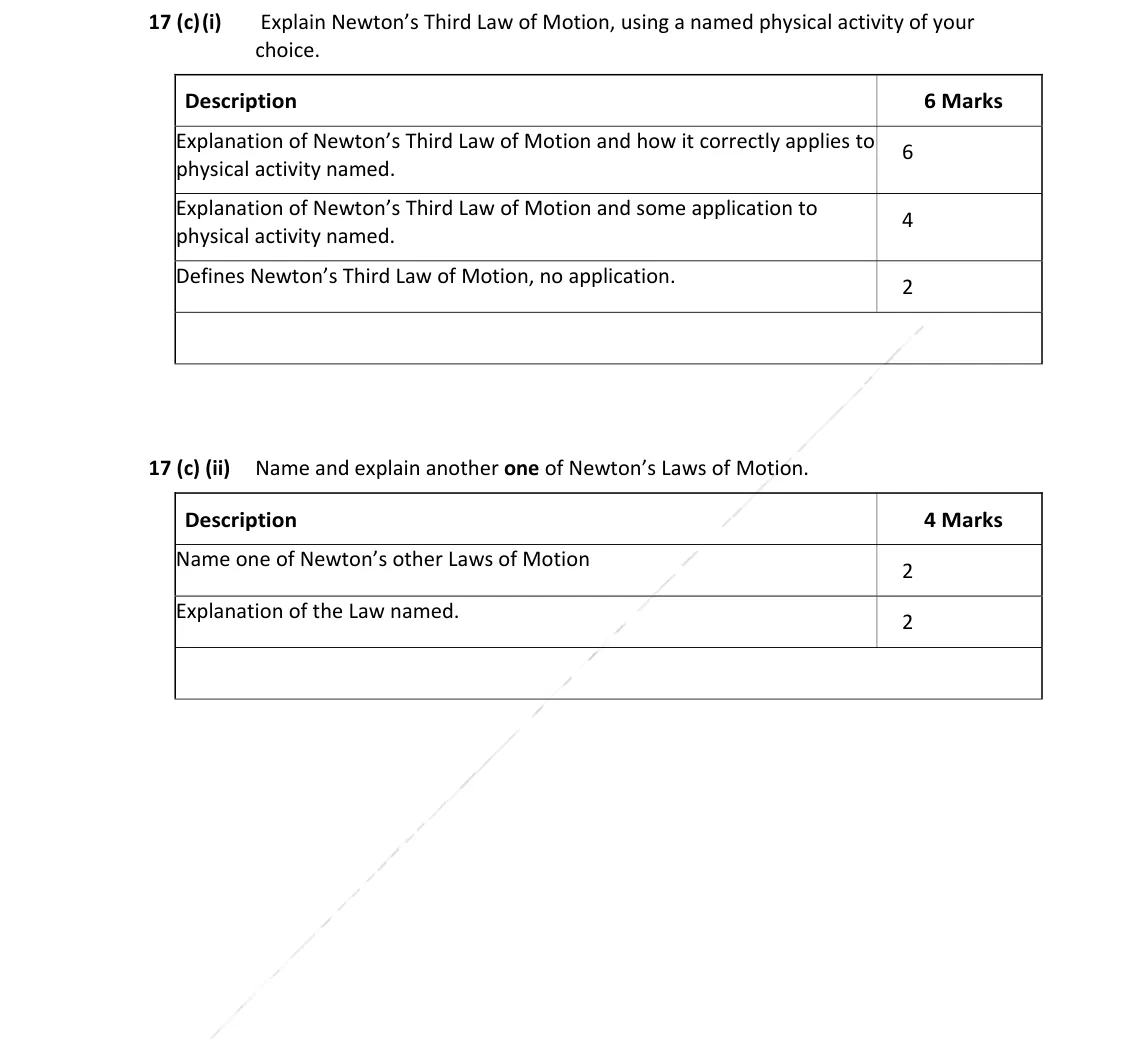 17 (c)(i) Explain Newton’s Third Law of Motion, using a named physical activity of your
choice.
Description 6 Marks
Explanation of Newton’s Third Law of Motion and how it correctly applies to
physical activity named.
6
Explanation of Newton’s Third Law of Motion and some application to
physical activity named.
4
Defines Newton’s Third Law of Motion, no application.
2
17 (c) (ii) Name and explain another one of Newton’s Laws of Motion.
Description 4 Marks
Name one of Newton’s other Laws of Motion
2
Explanation of the Law named.
2